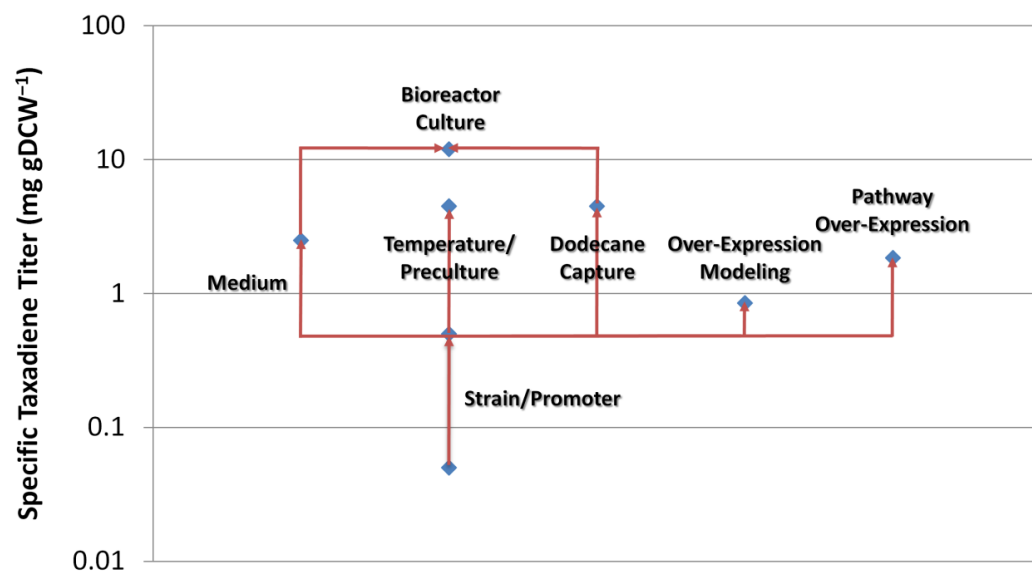 Specific Taxadiene Titer (mg gDCW⁻¹)
100
10
1
0.1
0.01
Bioreactor
Culture
Medium
Temperature/
Preculture
Dodecane
Capture
Over-Expression
Modeling
Pathway
Over-Expression
Strain/Promoter